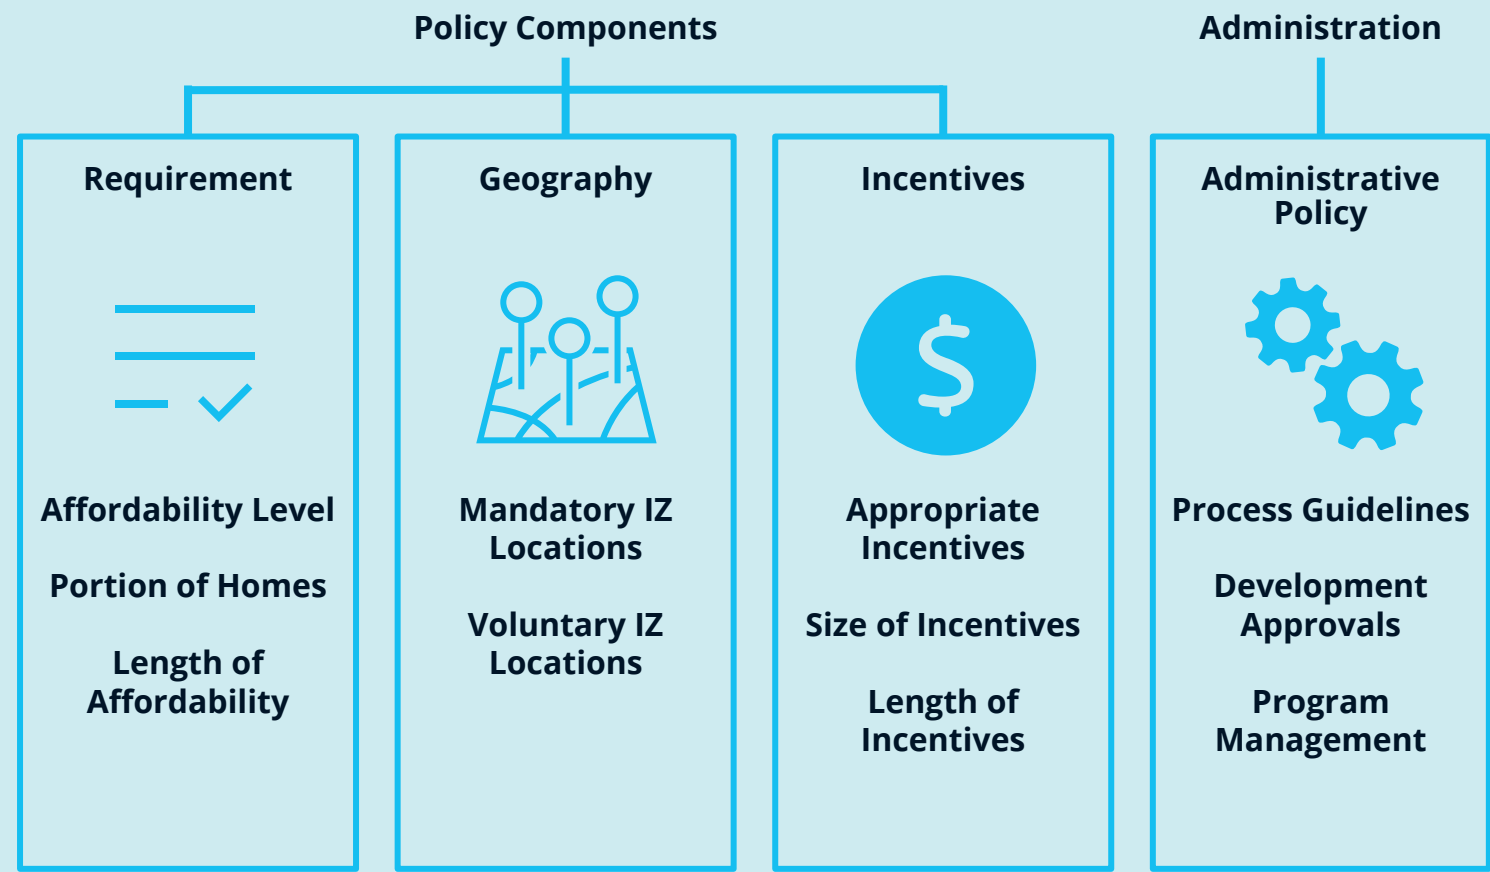 Policy Components
Administration
Requirement
Affordability Level
Portion of Homes
Length of
Affordability
Geography
Mandatory IZ
Locations
Voluntary IZ
Locations
Incentives
$
Appropriate
Incentives
Size of Incentives
Length of
Incentives
Administrative
Policy
Process Guidelines
Development
Approvals
Program
Management